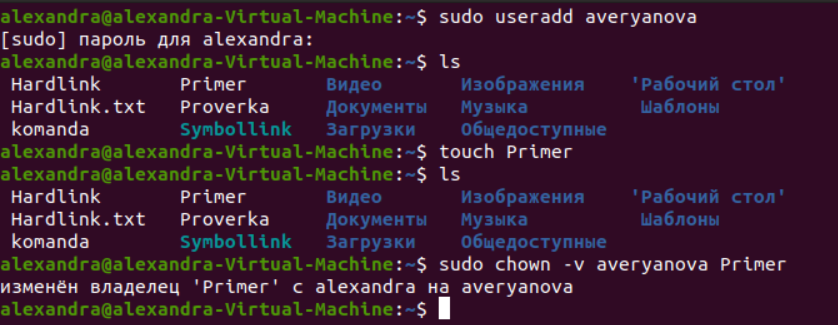 alexandra@alexandra-Virtual-Machine:~$ sudo useradd averyanova
[sudo] пароль для alexandra:
alexandra@alexandra-Virtual-Machine:~$ ls
Hardlink Primer Видео Изображения 'Рабочий стол'
Hardlink.txt Proverka Документы Музыка Шаблоны
komanda Symbollink Загрузки Общедоступные
alexandra@alexandra-Virtual-Machine:~$ touch Primer
alexandra@alexandra-Virtual-Machine:~$ ls
Hardlink Primer Видео Изображения 'Рабочий стол'
Hardlink.txt Proverka Документы Музыка Шаблоны
komanda Symbollink Загрузки Общедоступные
alexandra@alexandra-Virtual-Machine:~$ sudo chown -v averyanova Primer
изменён владелец 'Primer' с alexandra на averyanova
alexandra@alexandra-Virtual-Machine:~$